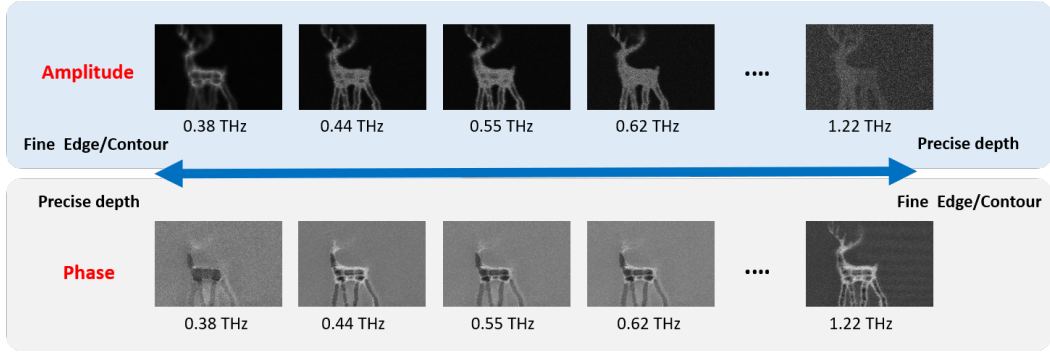 Amplitude
0.38 THz 0.44 THz 0.55 THz 0.62 THz .... 1.22 THz
Fine Edge/Contour Precise depth
Precise depth Fine Edge/Contour
Phase
0.38 THz 0.44 THz 0.55 THz 0.62 THz .... 1.22 THz